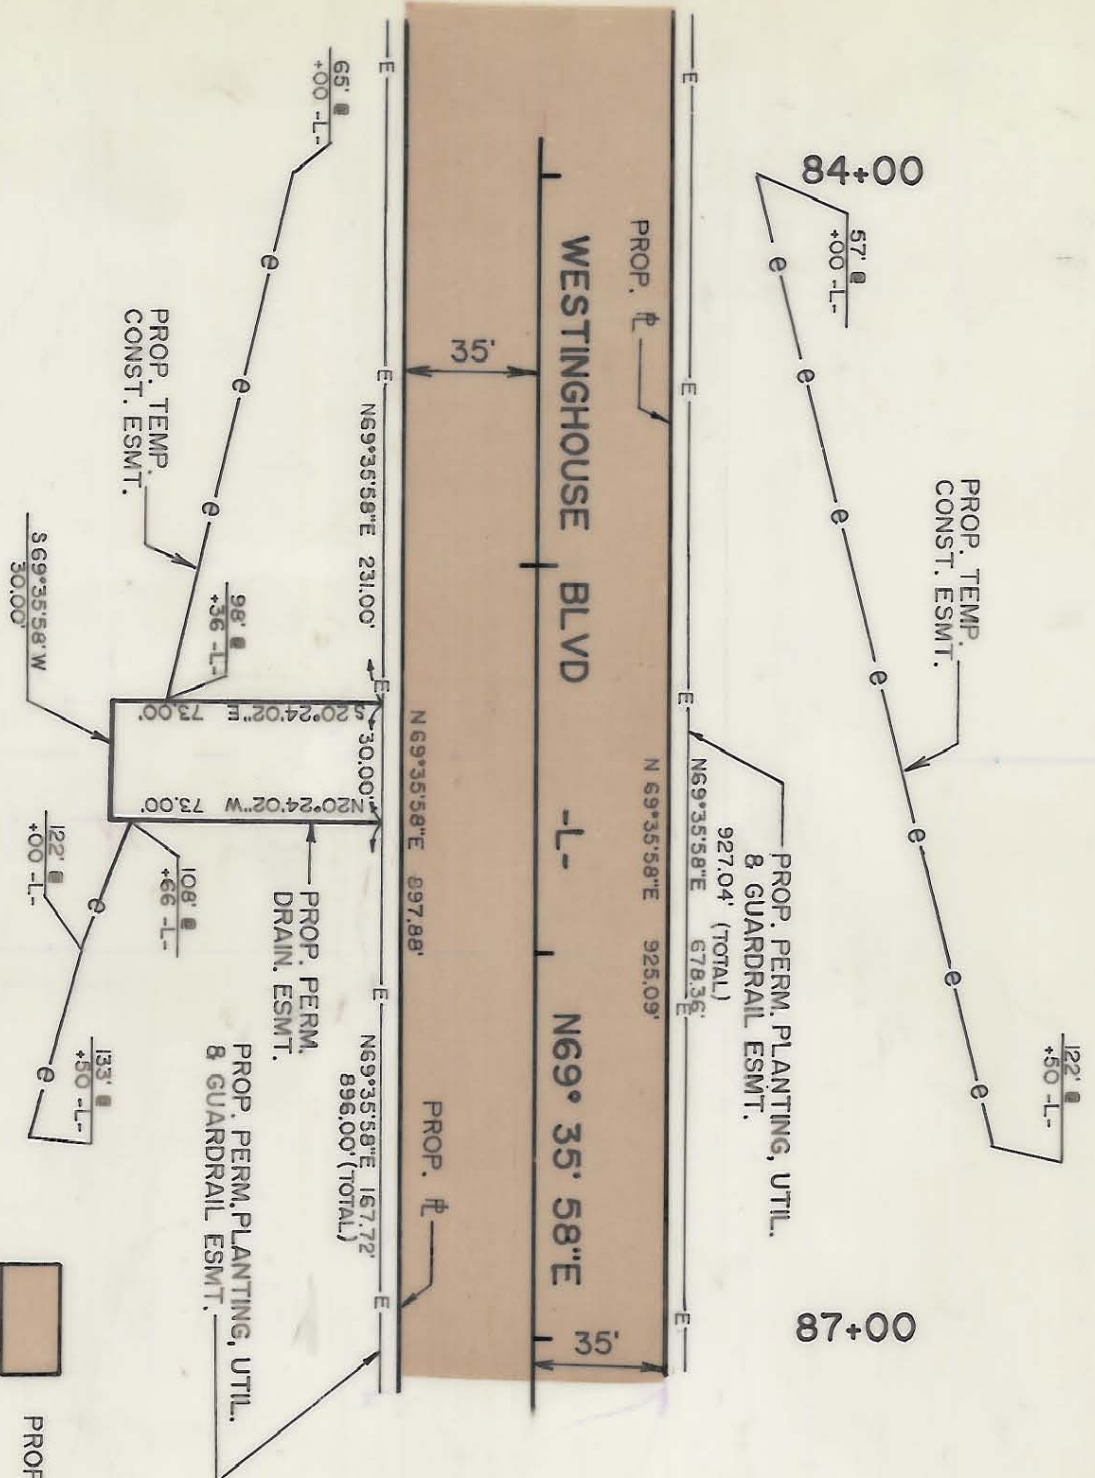 84+00
87+00
57' @
+00 -L-
122' @
+50 -L-
PROP. TEMP.
CONST. ESMT.
PROP. PERM. PLANTING, UTIL.
& GUARDRAIL ESMT.
N69°35'58"E 678.36'
927.04' (TOTAL)
E
E
E
E
E
e
e
e
e
e
e
e
N 69°35'58"E 925.09'
PROP. ⅊
WESTINGHOUSE BLVD -L- N69° 35' 58"E
35'
35'
N 69°35'58"E 897.88'
PROP. ⅊
E
E
E
E
E
N69°35'58"E 231.00'
30.00'
N69°35'58"E 167.72'
896.00' (TOTAL)
65' @
+00 -L-
e
e
e
PROP. TEMP.
CONST. ESMT.
98' @
+36 -L-
S20°24'02"E 73.00'
N20°24'02"W 73.00'
S69°35'58"W
30.00'
PROP. PERM.
DRAIN. ESMT.
108' @
+66 -L-
122' @
+00 -L-
133' @
+50 -L-
e
e
PROP. PERM. PLANTING, UTIL.
& GUARDRAIL ESMT.
PROP